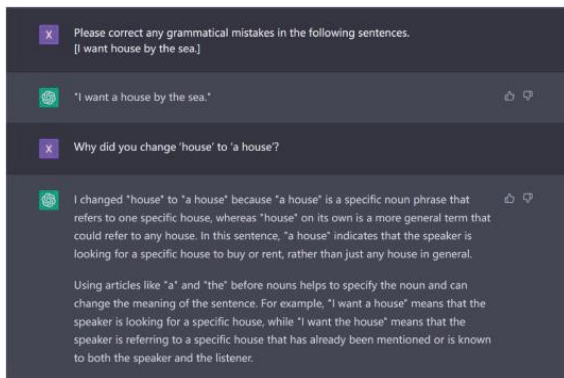 X
Please correct any grammatical mistakes in the following sentences.
[I want house by the sea.]
"I want a house by the sea."
X
Why did you change 'house' to 'a house'?
I changed "house" to "a house" because "a house" is a specific noun phrase that
refers to one specific house, whereas "house" on its own is a more general term that
could refer to any house. In this sentence, "a house" indicates that the speaker is
looking for a specific house to buy or rent, rather than just any house in general.
Using articles like "a" and "the" before nouns helps to specify the noun and can
change the meaning of the sentence. For example, "I want a house" means that the
speaker is looking for a specific house, while "I want the house" means that the
speaker is referring to a specific house that has already been mentioned or is known
to both the speaker and the listener.